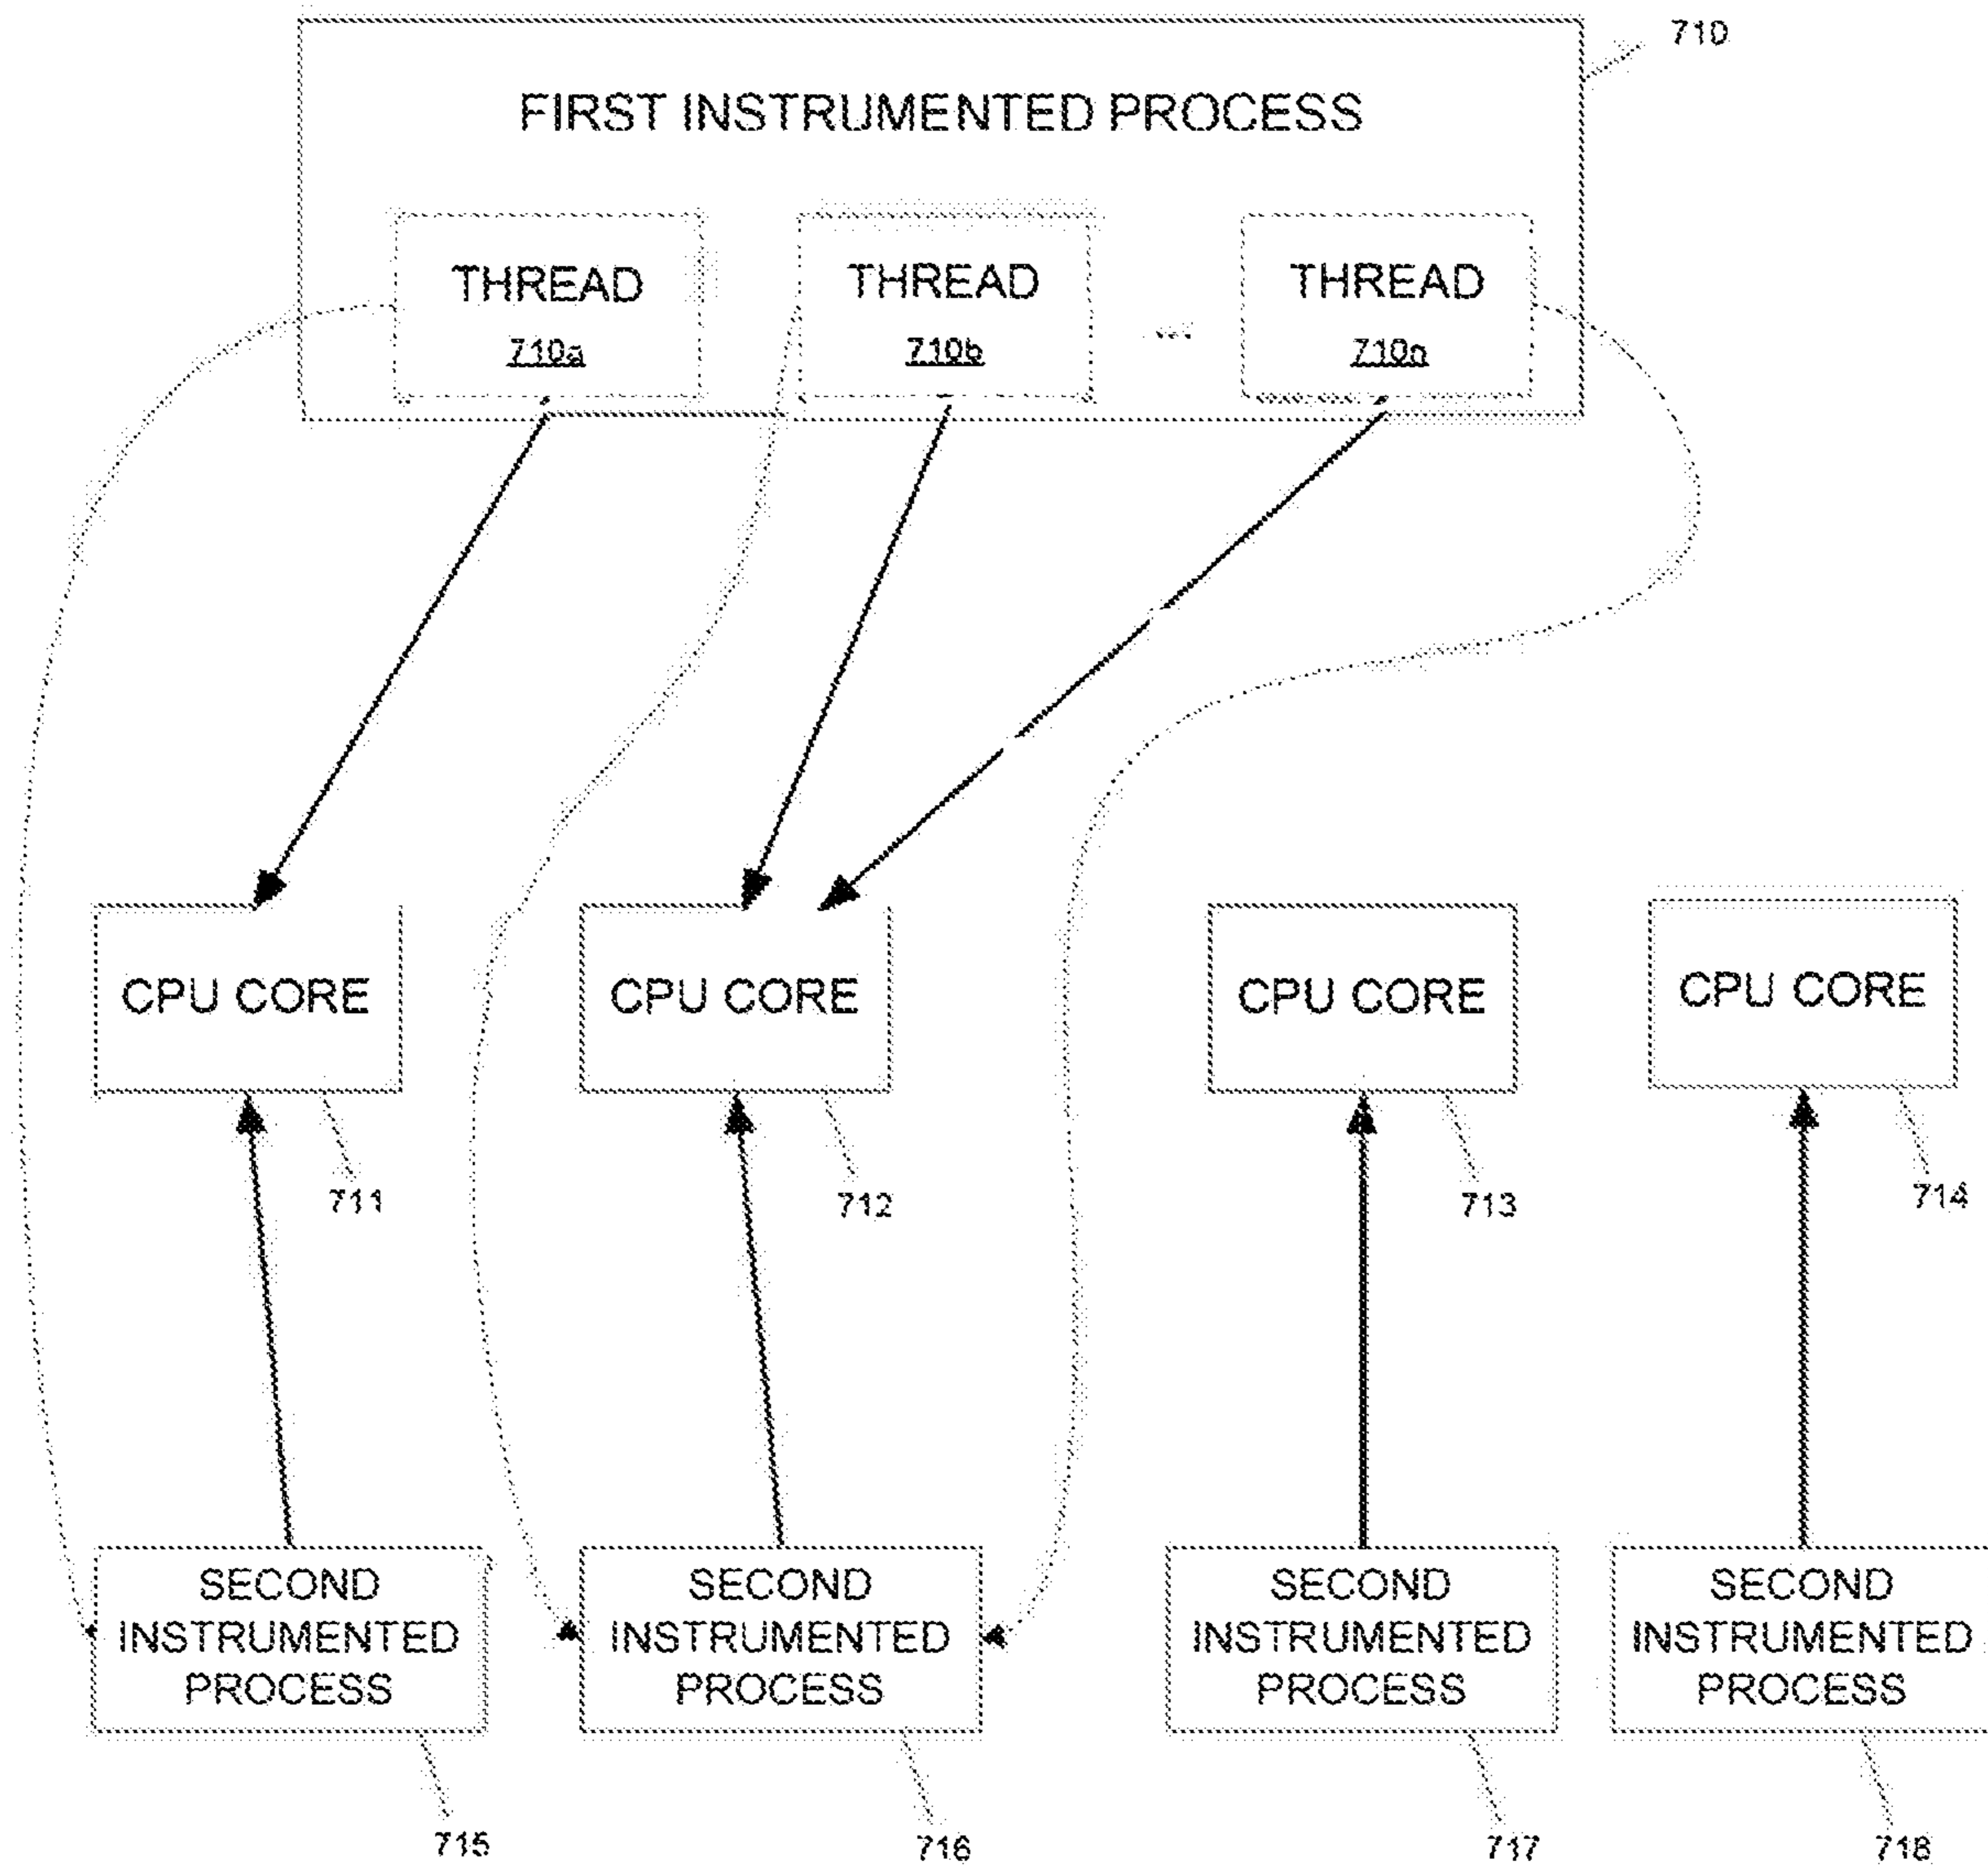 710
FIRST INSTRUMENTED PROCESS
THREAD
710a
THREAD
710b
...
THREAD
710n
CPU CORE
CPU CORE
CPU CORE
CPU CORE
711
712
713
714
SECOND
INSTRUMENTED
PROCESS
SECOND
INSTRUMENTED
PROCESS
SECOND
INSTRUMENTED
PROCESS
SECOND
INSTRUMENTED
PROCESS
715
716
717
718